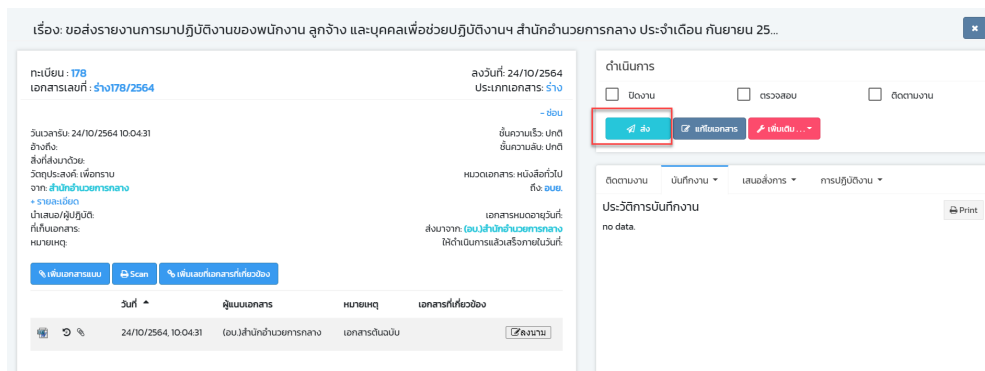 เรื่อง: ขอส่งรายงานการมาปฏิบัติงานของพนักงาน ลูกจ้าง และบุคคลเพื่อช่วยปฏิบัติงานฯ สำนักอำนวยการกลาง ประจำเดือน กันยายน 25...
ทะเบียน : 178
ลงวันที่: 24/10/2564
เอกสารเลขที่ : ร่าง178/2564
ประเภทเอกสาร: ร่าง
- ซ่อน
วันเวลารับ: 24/10/2564 10:04:31
ชั้นความเร็ว: ปกติ
อ้างถึง:
ชั้นความลับ: ปกติ
สิ่งที่ส่งมาด้วย:
วัตถุประสงค์: เพื่อทราบ
หมวดเอกสาร: หนังสือทั่วไป
จาก: สำนักอำนวยการกลาง
ถึง: อบย.
+ รายละเอียด
นำเสนอ/ผู้ปฏิบัติ:
เอกสารหมดอายุวันที่:
ที่เก็บเอกสาร:
ส่งมาจาก: (อบ.)สำนักอำนวยการกลาง
หมายเหตุ:
ให้ดำเนินการแล้วเสร็จภายในวันที่:
เพิ่มเอกสารแนบ
Scan
เพิ่มเลขที่เอกสารที่เกี่ยวข้อง
วันที่ ผู้แนบเอกสาร หมายเหตุ เอกสารที่เกี่ยวข้อง
24/10/2564, 10:04:31 (อบ.)สำนักอำนวยการกลาง เอกสารต้นฉบับ ลงนาม
ดำเนินการ
ปิดงาน ตรวจสอบ ติดตามงาน
ส่ง แก้ไขเอกสาร เพิ่มเติม . . .
ติดตามงาน บันทึกงาน เสนอสั่งการ การปฏิบัติงาน
ประวัติการบันทึกงาน
Print
no data.